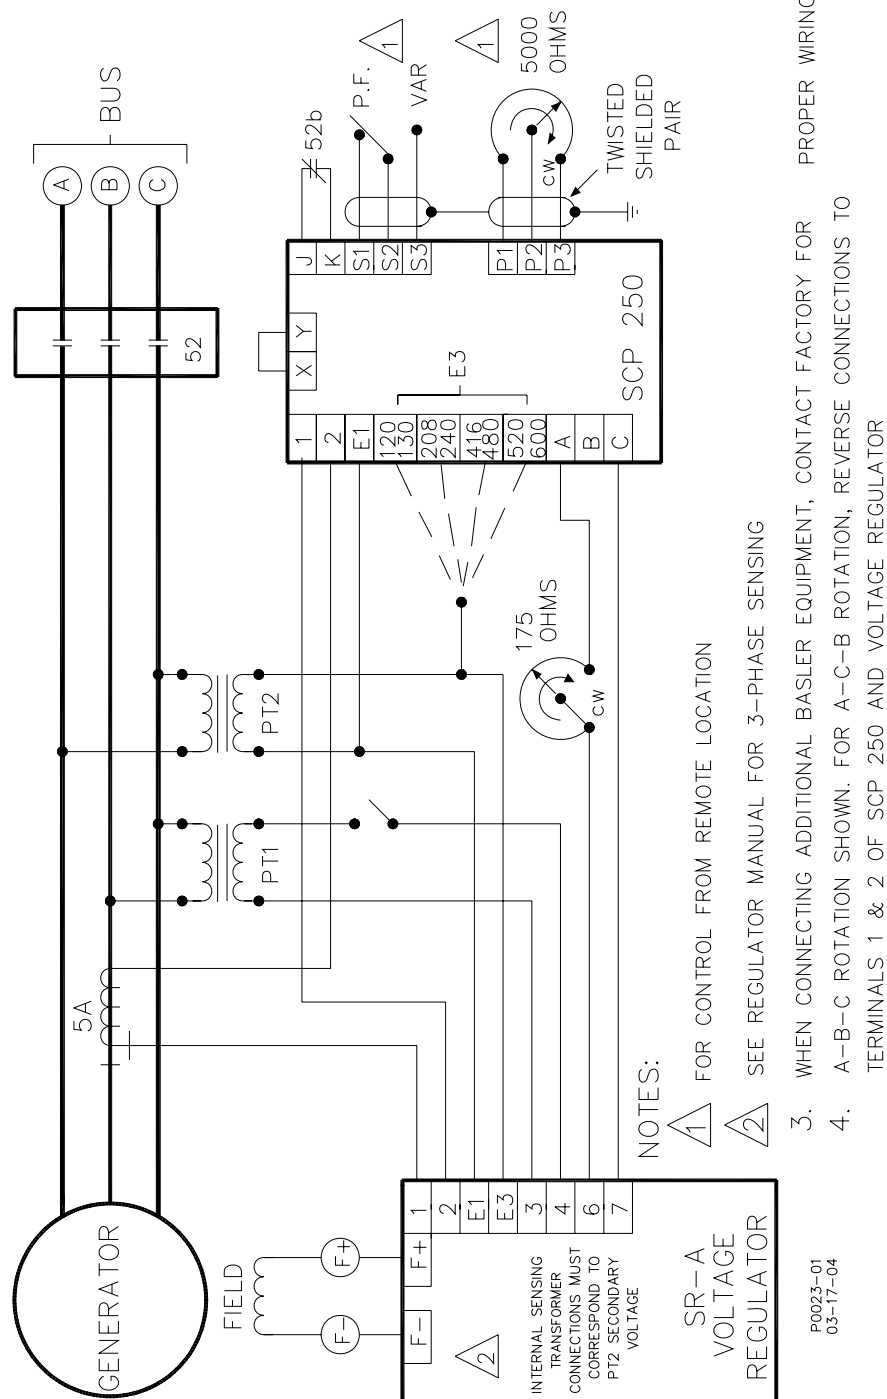 GENERATOR
5A
52
A
B
C
BUS
FIELD
F-
F+
PT1
PT2
F-
F+
1
2
E1
E3
3
4
6
7
2
INTERNAL SENSING
TRANSFORMER
CONNECTIONS MUST
CORRESPOND TO
PT2 SECONDARY
VOLTAGE
SR-A
VOLTAGE
REGULATOR
175
OHMS
CW
1
2
E1
120
130
208
240
416
480
520
600
A
B
C
E3
X
Y
SCP 250
J
K
S1
S2
S3
P1
P2
P3
52b
P.F.
VAR
1
1
5000
OHMS
CW
TWISTED
SHIELDED
PAIR
NOTES:
1 FOR CONTROL FROM REMOTE LOCATION
2 SEE REGULATOR MANUAL FOR 3-PHASE SENSING
3. WHEN CONNECTING ADDITIONAL BASLER EQUIPMENT, CONTACT FACTORY FOR PROPER WIRING
4. A-B-C ROTATION SHOWN. FOR A-C-B ROTATION, REVERSE CONNECTIONS TO
TERMINALS 1 & 2 OF SCP 250 AND VOLTAGE REGULATOR
P0023-01
03-17-04